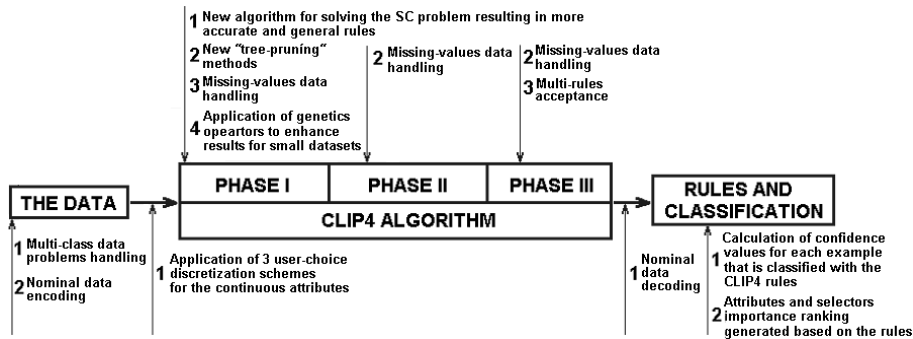 1 New algorithm for solving the SC problem resulting in more
accurate and general rules
2 New "tree-pruning"
methods
3 Missing-values data
handling
4 Application of genetics
opeartors to enhance
results for small datasets
2 Missing-values data
handling
2 Missing-values data
handling
3 Multi-rules
acceptance
THE DATA
PHASE I
PHASE II
PHASE III
CLIP4 ALGORITHM
RULES AND
CLASSIFICATION
1 Multi-class data
problems handling
2 Nominal data
encoding
1 Application of 3 user-choice
discretization schemes
for the continuous attributes
1 Nominal
data
decoding
1 Calculation of confidence
values for each example
that is classified with the
CLIP4 rules
2 Attributes and selectors
importance ranking
generated based on the rules